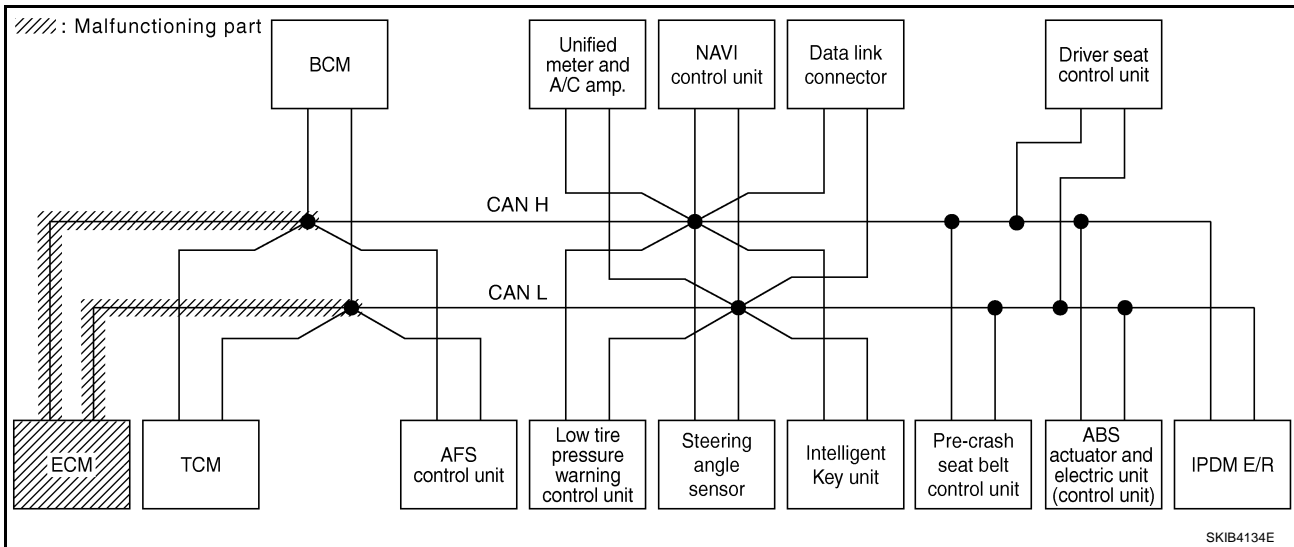 : Malfunctioning part
BCM
Unified
meter and
A/C amp.
NAVI
control unit
Data link
connector
Driver seat
control unit
CAN H
CAN L
ECM
TCM
AFS
control unit
Low tire
pressure
warning
control unit
Steering
angle
sensor
Intelligent
Key unit
Pre-crash
seat belt
control unit
ABS
actuator and
electric unit
(control unit)
IPDM E/R
SKIB4134E